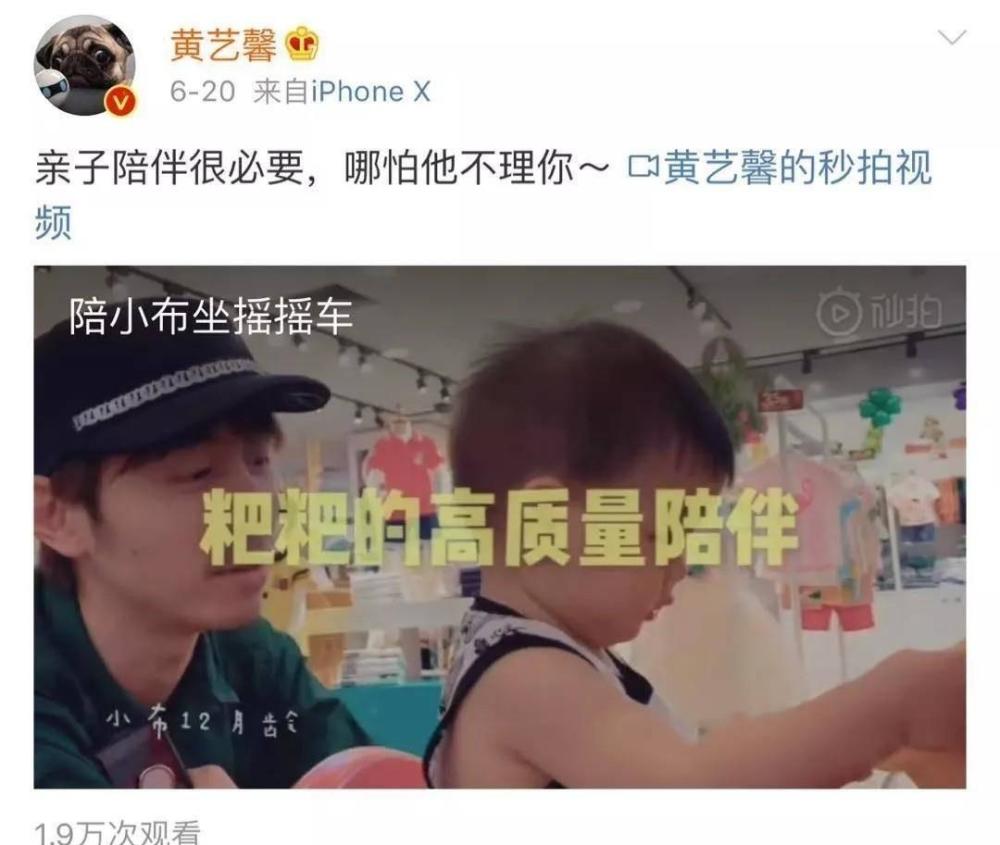 黄艺馨
6-20 来自iPhone X
亲子陪伴很必要，哪怕他不理你～ 黄艺馨的秒拍视
频
陪小布坐摇摇车
秒拍
粑粑的高质量陪伴
小布12月龄
1.9万次观看